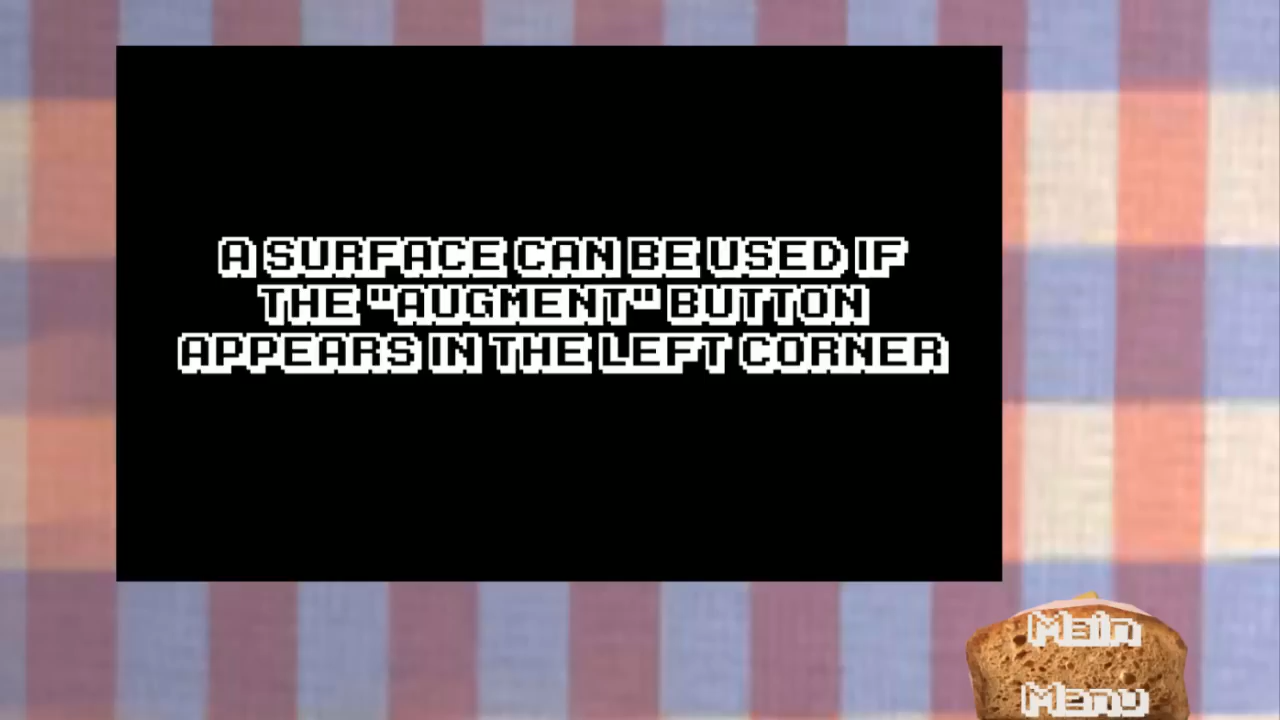 A SURFACE CAN BE USED IF
THE "AUGMENT" BUTTON
APPEARS IN THE LEFT CORNER
Main
Menu